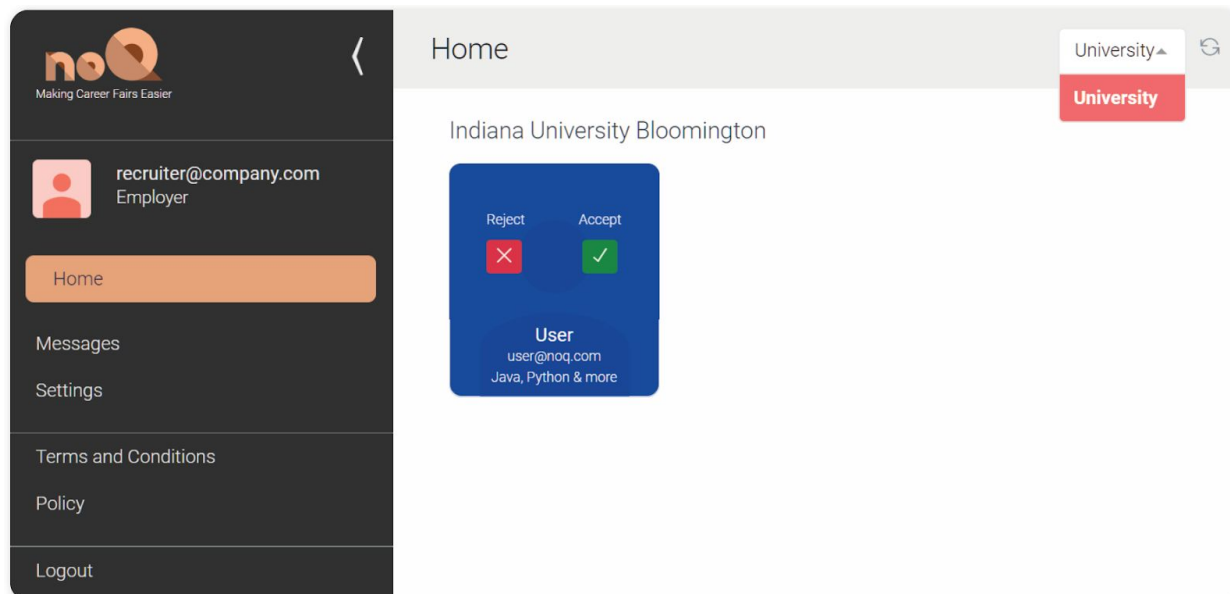 noQ
Making Career Fairs Easier
recruiter@company.com
Employer
Home
Messages
Settings
Terms and Conditions
Policy
Logout
Home
University
University
Indiana University Bloomington
Reject Accept
User
user@noq.com
Java, Python & more